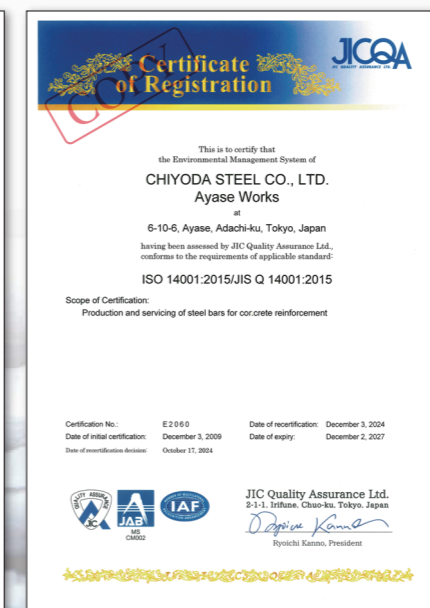 Certificate
of Registration
JICQA
JIC QUALITY ASSURANCE LTD.
COPY
This is to certify that
the Environmental Management System of
CHIYODA STEEL CO., LTD.
Ayase Works
at
6-10-6, Ayase, Adachi-ku, Tokyo, Japan
having been assessed by JIC Quality Assurance Ltd.,
conforms to the requirements of applicable standard:
ISO 14001:2015/JIS Q 14001:2015
Scope of Certification:
Production and servicing of steel bars for cor.crete reinforcement
Certification No.: E2060 Date of recertification: December 3, 2024
Date of initial certification: December 3, 2009 Date of expiry: December 2, 2027
Date of recertification decision: October 17, 2024
QUALITY ASSURANCE
JIC
JAB
MS
CM002
IAF
JIC Quality Assurance Ltd.
2-1-1. Irifune. Chuo-ku. Tokyo. Japan
Ryoichi Kanno
Ryoichi Kanno, President